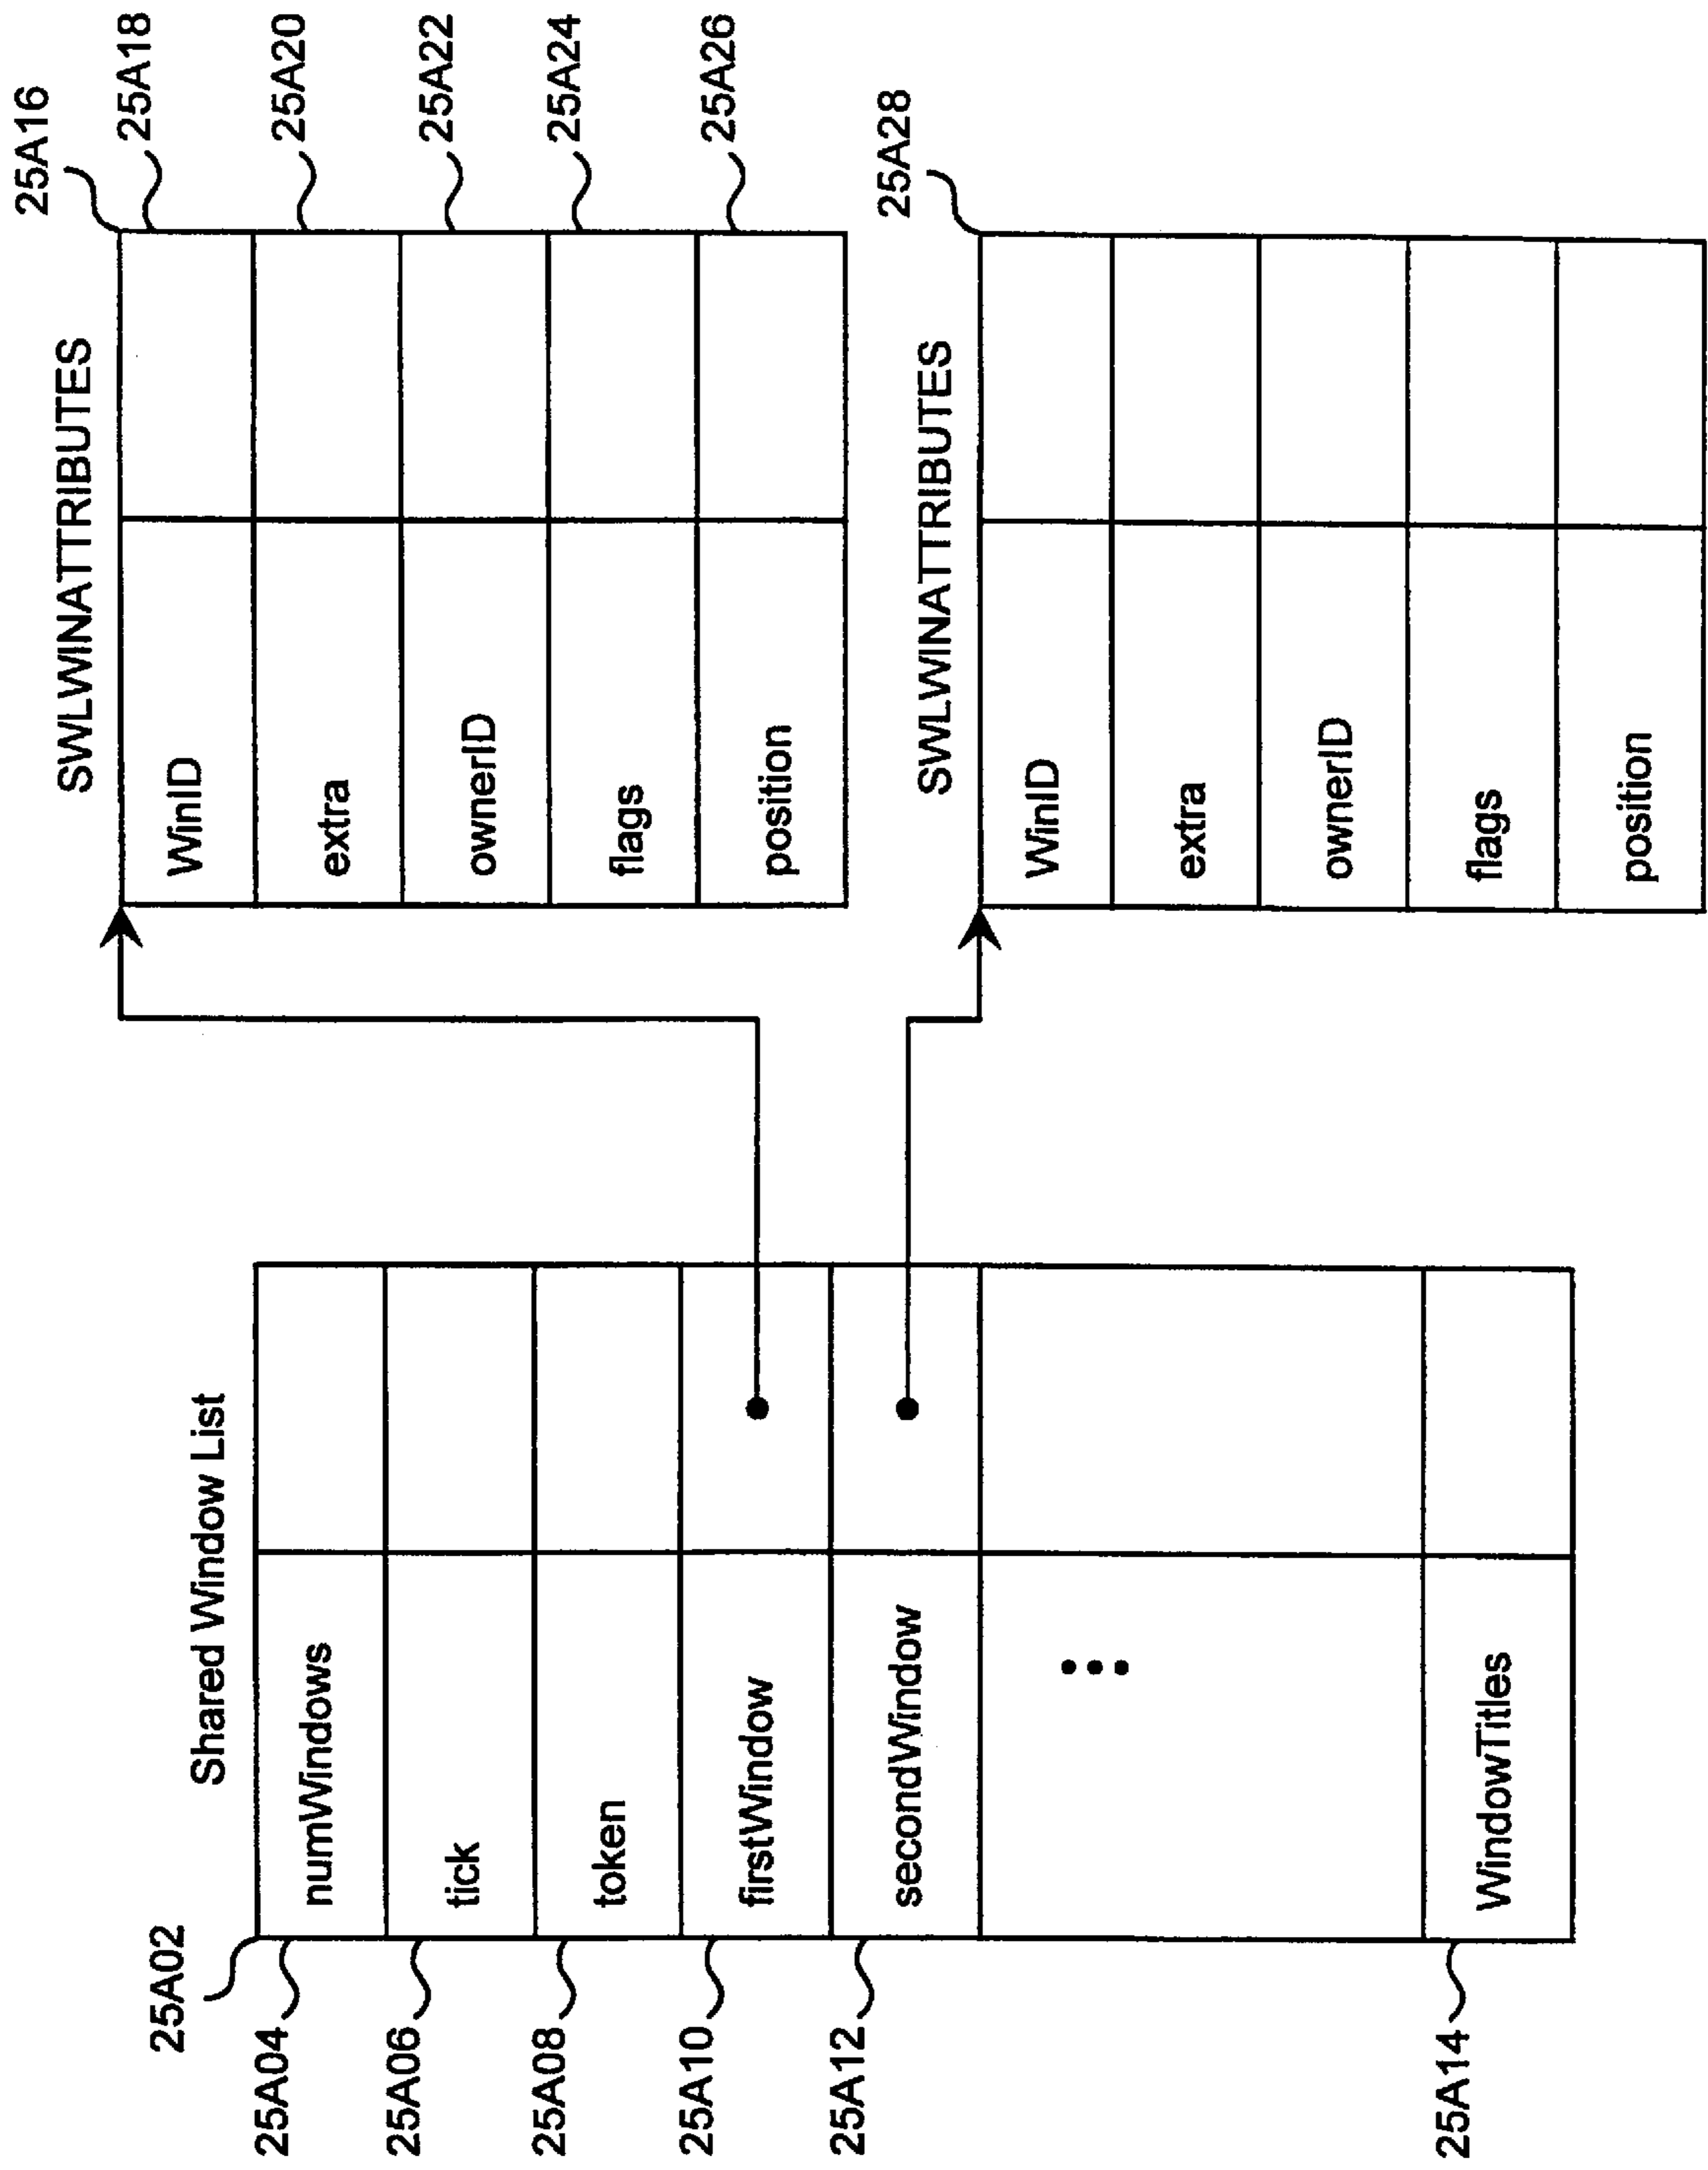 Shared Window List
25A02
25A04
numWindows
25A06
tick
25A08
token
25A10
firstWindow
25A12
secondWindow
...
25A14
WindowTitles
SWLWINATTRIBUTES
25A16
WinID
25A18
extra
25A20
ownerID
25A22
flags
25A24
position
25A26
SWLWINATTRIBUTES
25A28
WinID
extra
ownerID
flags
position